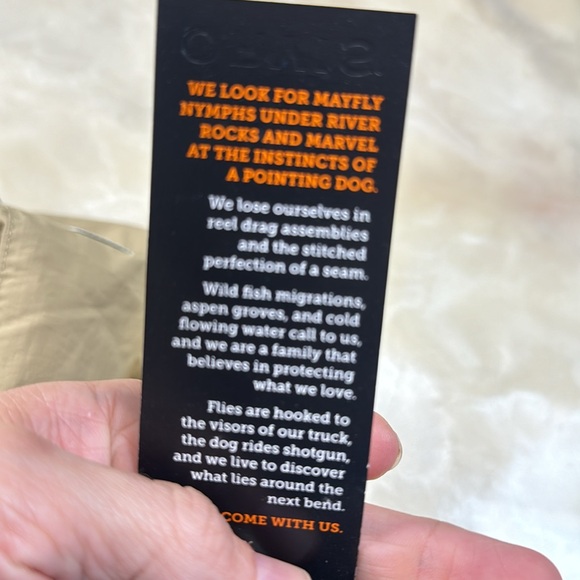 WE LOOK FOR MAYFLY
NYMPHS UNDER RIVER
ROCKS AND MARVEL
AT THE INSTINCTS OF
A POINTING DOG.
We lose ourselves in
reel drag assemblies
and the stitched
perfection of a seam.
Wild fish migrations,
aspen groves, and cold
flowing water call to us,
and we are a family that
believes in protecting
what we love.
Flies are hooked to
the visors of our truck,
the dog rides shotgun,
and we live to discover
what lies around the
next bend.
COME WITH US.